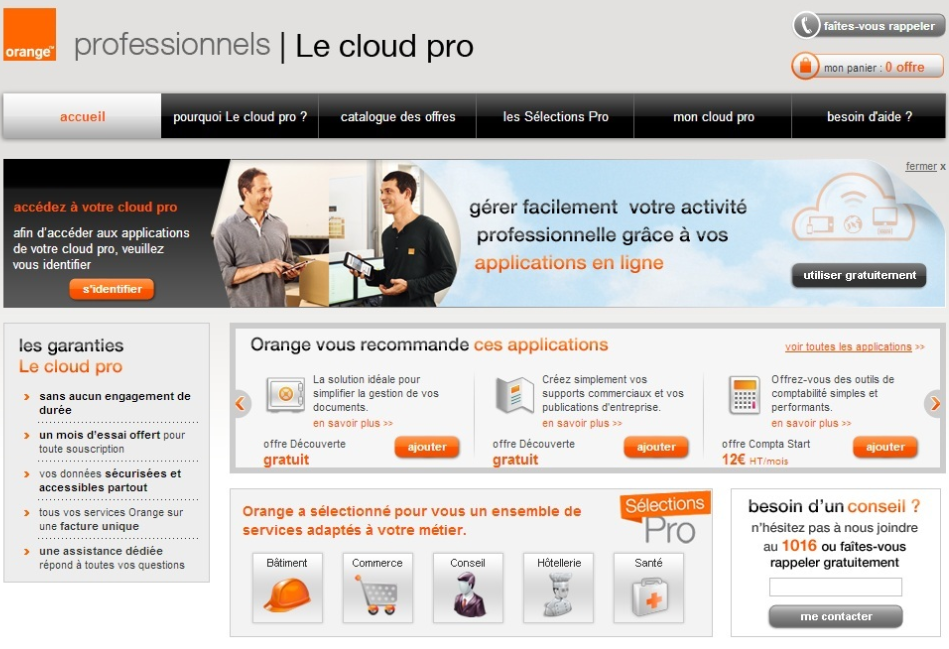 orange™
professionnels | Le cloud pro
faîtes-vous rappeler
mon panier : 0 offre
accueil
pourquoi Le cloud pro ?
catalogue des offres
les Sélections Pro
mon cloud pro
besoin d'aide ?
fermer x
accédez à votre cloud pro
afin d'accéder aux applications
de votre cloud pro, veuillez
vous identifier
s'identifier
gérer facilement votre activité
professionnelle grâce à vos
applications en ligne
utiliser gratuitement
les garanties
Le cloud pro
sans aucun engagement de
durée
un mois d'essai offert pour
toute souscription
vos données sécurisées et
accessibles partout
tous vos services Orange sur
une facture unique
une assistance dédiée
répond à toutes vos questions
Orange vous recommande ces applications
voir toutes les applications >>
La solution idéale pour
simplifier la gestion de vos
documents.
en savoir plus >>
offre Découverte
gratuit
ajouter
Créez simplement vos
supports commerciaux et vos
publications d'entreprise.
en savoir plus >>
offre Découverte
gratuit
ajouter
Offrez-vous des outils de
comptabilité simples et
performants.
en savoir plus >>
offre Compta Start
12€ HT/mois
ajouter
Orange a sélectionné pour vous un ensemble de
services adaptés à votre métier.
Sélections
Pro
Bâtiment
Commerce
Conseil
Hôtellerie
Santé
besoin d'un conseil ?
n'hésitez pas à nous joindre
au 1016 ou faîtes-vous
rappeler gratuitement
me contacter